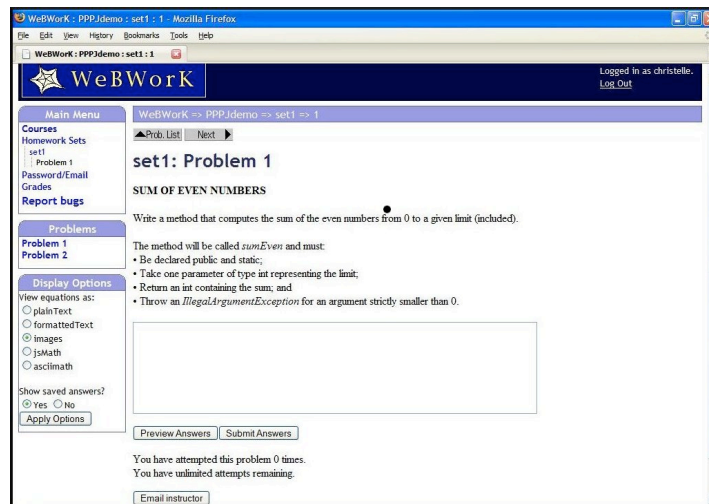 WeBWorK : PPPJdemo : set1 : 1 - Mozilla Firefox
File Edit View History Bookmarks Tools Help
WeBWorK : PPPJdemo : set1 : 1
WeBWorK
Logged in as christelle.
Log Out
Main Menu
Courses
Homework Sets
set1
Problem 1
Password/Email
Grades
Report bugs
Problems
Problem 1
Problem 2
Display Options
View equations as:
plainText
formattedText
images
jsMath
asciimath
Show saved answers?
Yes No
Apply Options
WeBWorK => PPPJdemo => set1 => 1
Prob. List Next
set1: Problem 1
SUM OF EVEN NUMBERS
Write a method that computes the sum of the even numbers from 0 to a given limit (included).
The method will be called sumEven and must:
• Be declared public and static;
• Take one parameter of type int representing the limit;
• Return an int containing the sum; and
• Throw an IllegalArgumentException for an argument strictly smaller than 0.
Preview Answers Submit Answers
You have attempted this problem 0 times.
You have unlimited attempts remaining.
Email instructor